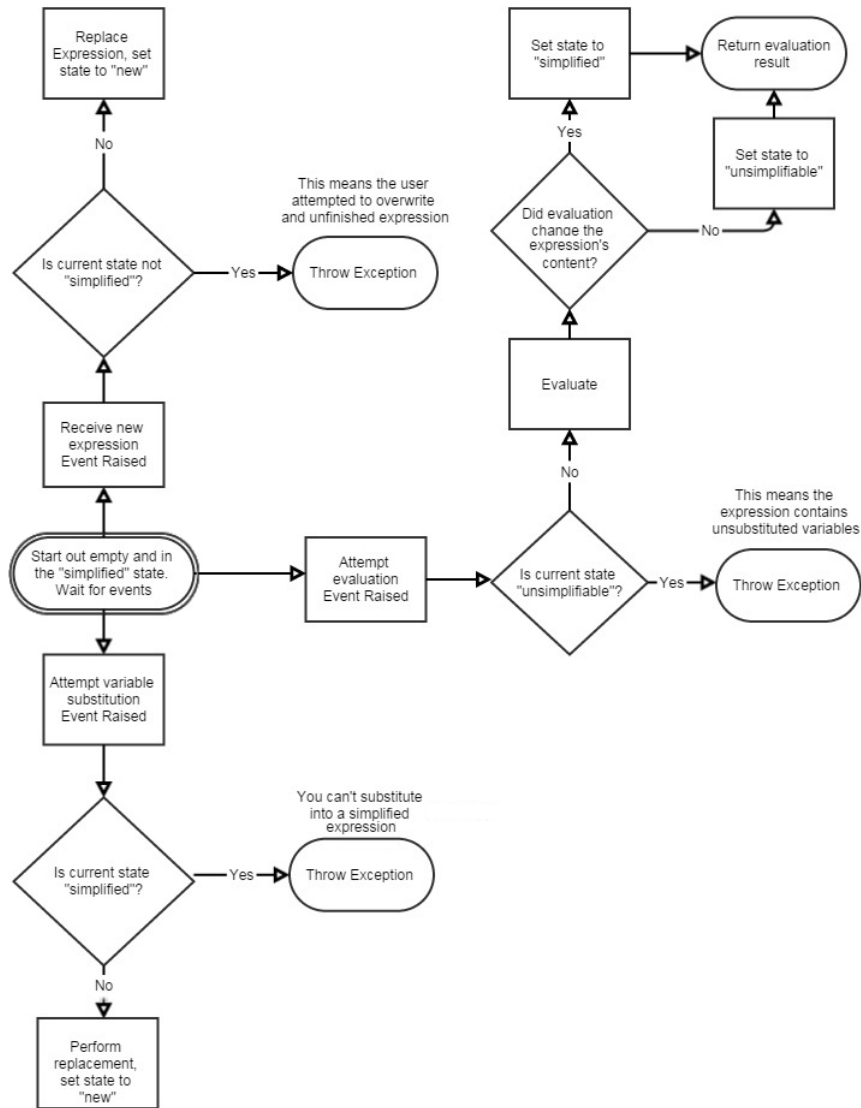 Replace
Expression, set
state to "new"
No
Is current state not
"simplified"?
Yes
This means the user
attempted to overwrite
and unfinished expression
Throw Exception
Receive new
expression
Event Raised
Start out empty and in
the "simplified" state.
Wait for events
Attempt variable
substitution
Event Raised
Is current state
"simplified"?
Yes
You can't substitute
into a simplified
expression
Throw Exception
No
Perform
replacement,
set state to
"new"
Attempt
evaluation
Event Raised
Is current state
"unsimplifiable"?
Yes
This means the
expression contains
unsubstituted variables
Throw Exception
No
Evaluate
Did evaluation
change the
expression's
content?
Yes
Set state to
"simplified"
No
Set state to
"unsimplifiable"
Return evaluation
result